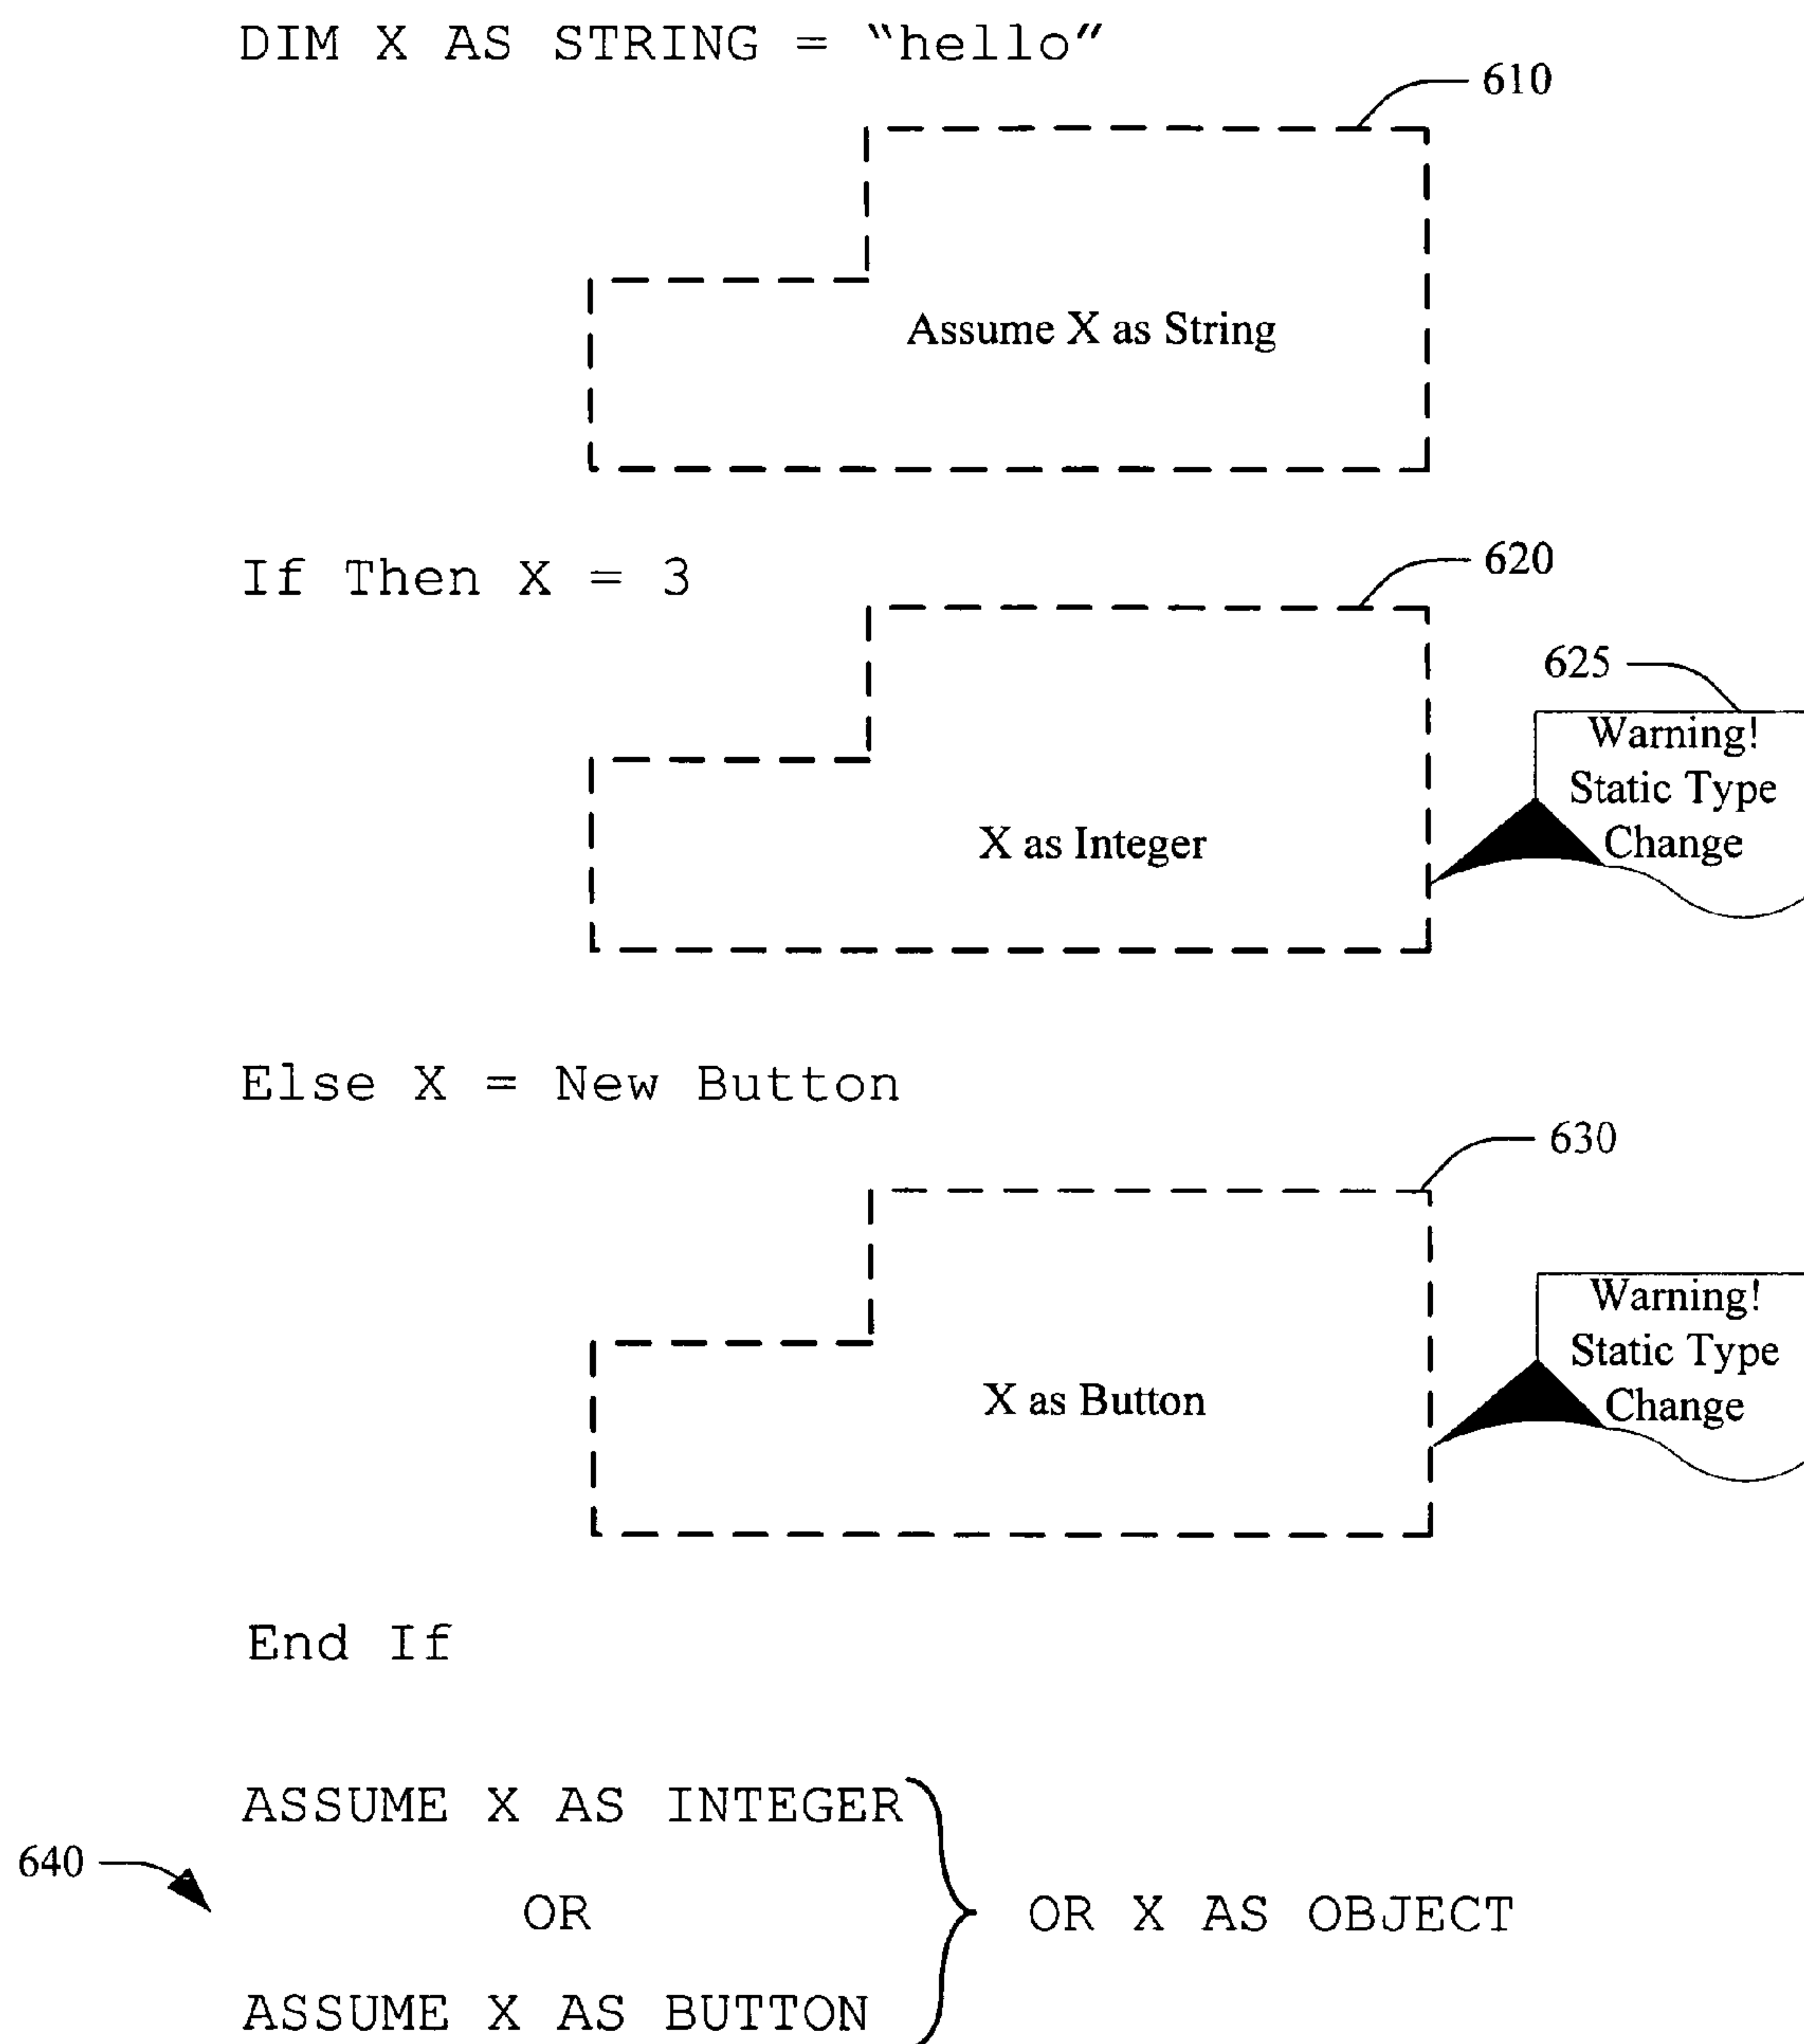 DIM X AS STRING = “hello”
610
Assume X as String
If Then X = 3
620
625
Warning!
Static Type
Change
X as Integer
Else X = New Button
630
Warning!
Static Type
Change
X as Button
End If
ASSUME X AS INTEGER
640
OR
OR X AS OBJECT
ASSUME X AS BUTTON